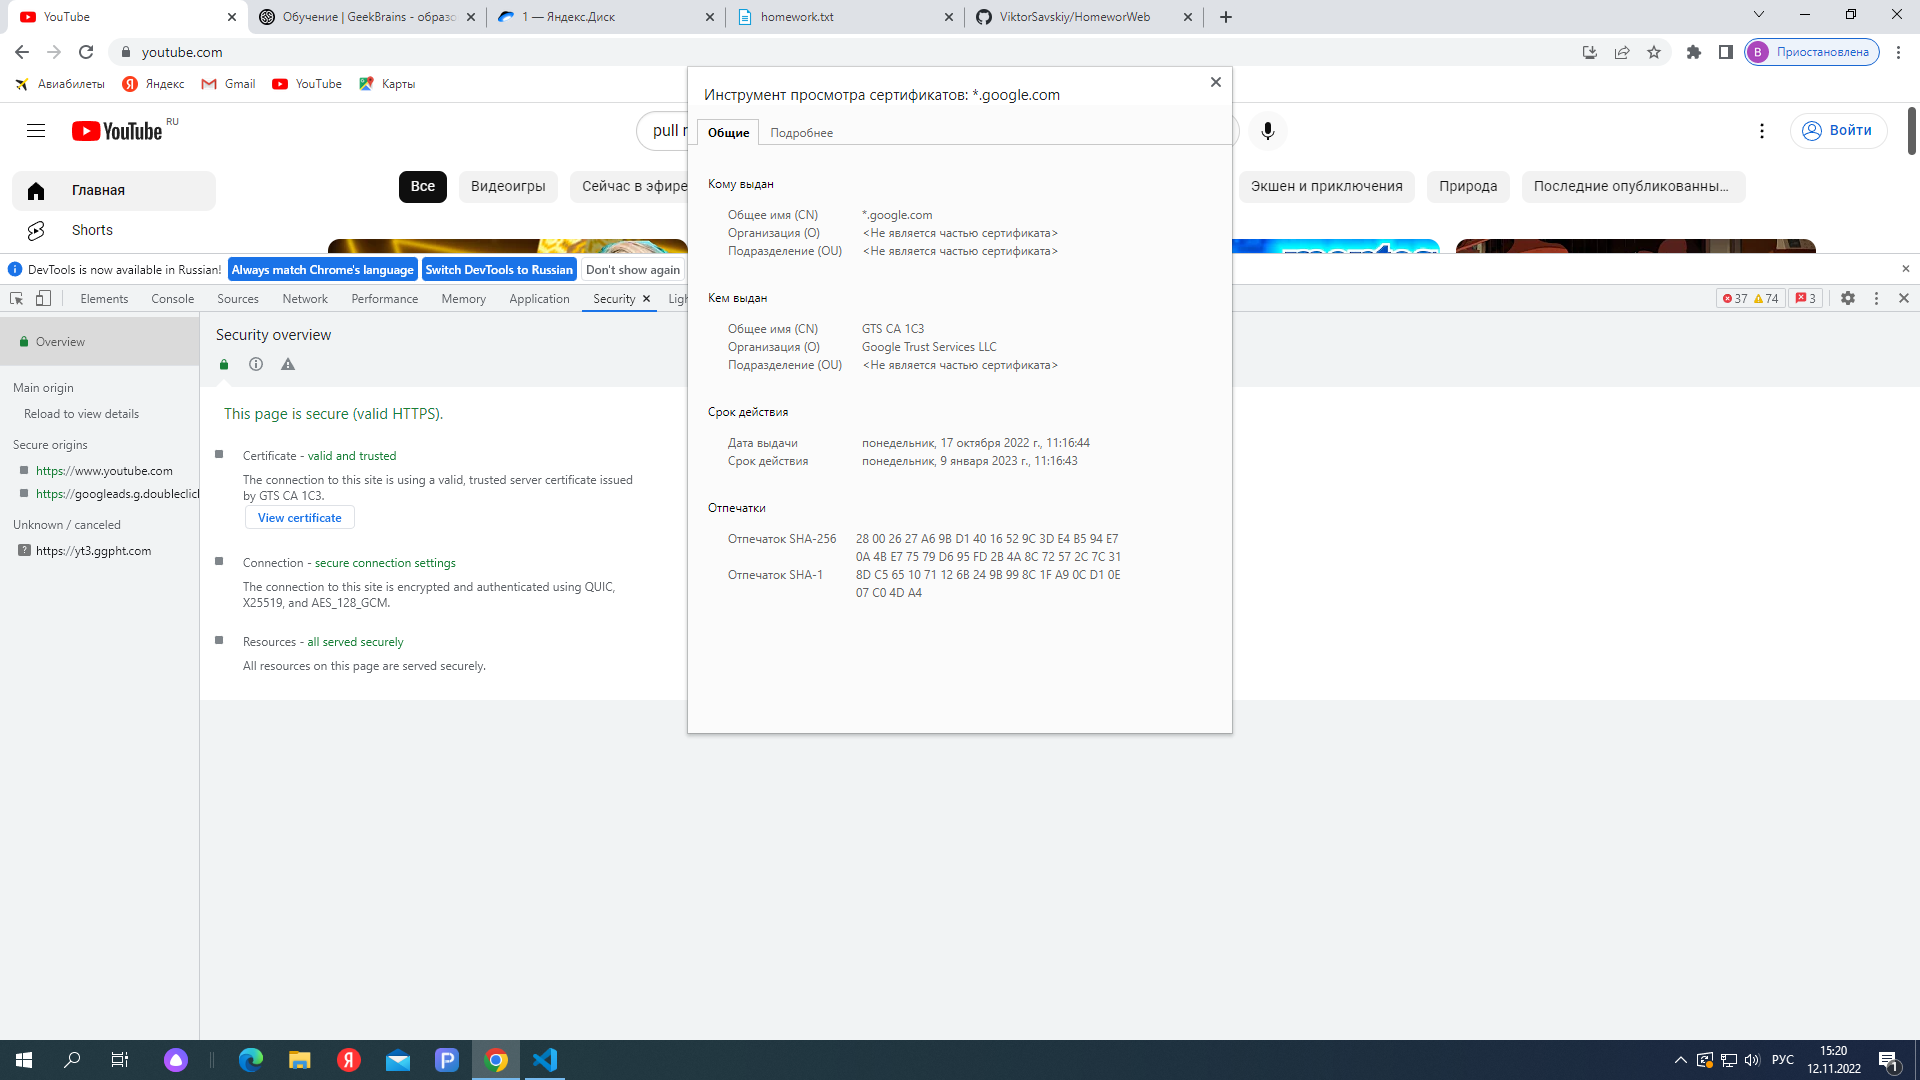 YouTube
Обучение | GeekBrains - образо
1 — Яндекс.Диск
homework.txt
ViktorSavskiy/HomeworWeb
youtube.com
В
Приостановлена
Авиабилеты
Яндекс
Gmail
YouTube
Карты
YouTube RU
pull r
Войти
Главная
Shorts
Все
Видеоигры
Сейчас в эфире
Экшен и приключения
Природа
Последние опубликованны...
DevTools is now available in Russian!
Always match Chrome's language
Switch DevTools to Russian
Don't show again
Elements
Console
Sources
Network
Performance
Memory
Application
Security
Ligh
37
74
3
Overview
Main origin
Reload to view details
Secure origins
https://www.youtube.com
https://googleads.g.doubleclicl
Unknown / canceled
https://yt3.ggpht.com
Security overview
This page is secure (valid HTTPS).
Certificate - valid and trusted
The connection to this site is using a valid, trusted server certificate issued
by GTS CA 1C3.
View certificate
Connection - secure connection settings
The connection to this site is encrypted and authenticated using QUIC,
X25519, and AES_128_GCM.
Resources - all served securely
All resources on this page are served securely.
Инструмент просмотра сертификатов: *.google.com
Общие
Подробнее
Кому выдан
Общее имя (CN) *.google.com
Организация (O) <Не является частью сертификата>
Подразделение (OU) <Не является частью сертификата>
Кем выдан
Общее имя (CN) GTS CA 1C3
Организация (O) Google Trust Services LLC
Подразделение (OU) <Не является частью сертификата>
Срок действия
Дата выдачи понедельник, 17 октября 2022 г., 11:16:44
Срок действия понедельник, 9 января 2023 г., 11:16:43
Отпечатки
Отпечаток SHA-256 28 00 26 27 A6 9B D1 40 16 52 9C 3D E4 B5 94 E7
0A 4B E7 75 79 D6 95 FD 2B 4A 8C 72 57 2C 7C 31
Отпечаток SHA-1 8D C5 65 10 71 12 6B 24 9B 99 8C 1F A9 0C D1 0E
07 C0 4D A4
РУС
15:20
12.11.2022
1